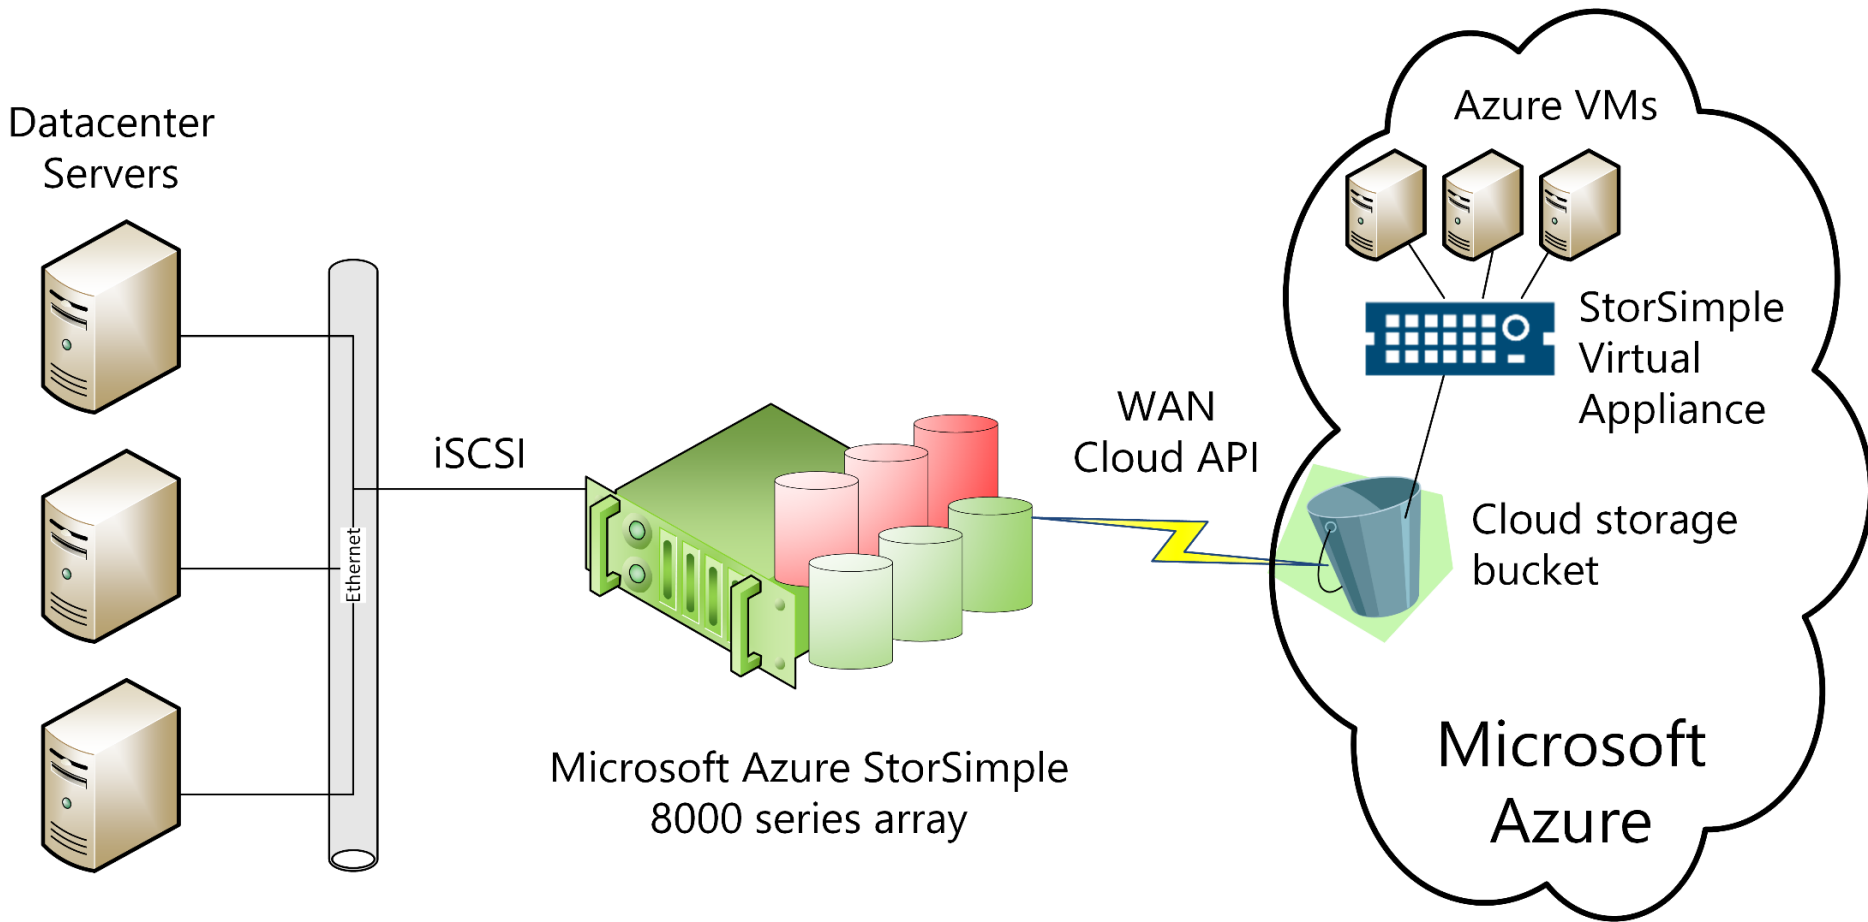 Datacenter
Servers
Ethernet
iSCSI
Microsoft Azure StorSimple
8000 series array
WAN
Cloud API
Azure VMs
StorSimple
Virtual
Appliance
Cloud storage
bucket
Microsoft
Azure